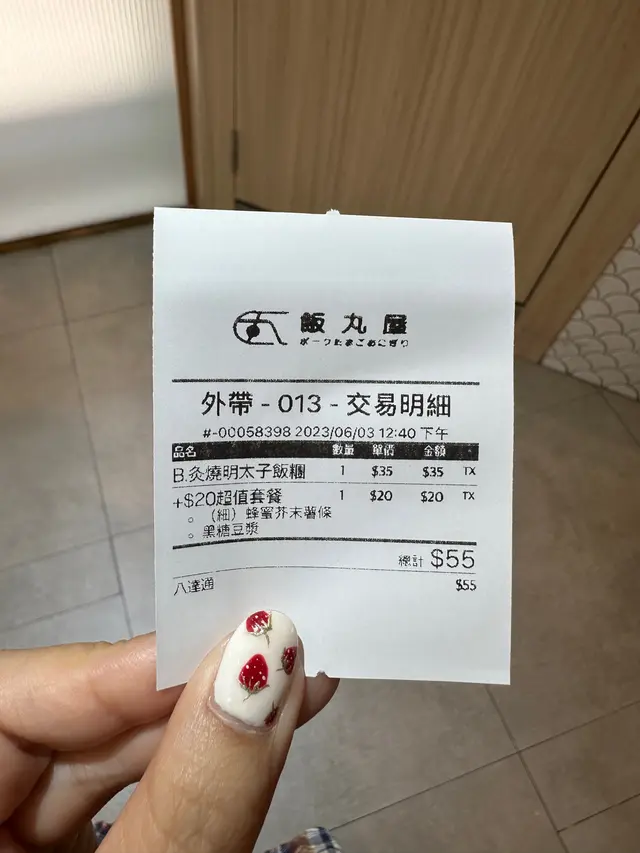 飯丸屋
ポークたまごおにぎり
外帶 - 013 - 交易明細
#-00058398 2023/06/03 12:40 下午
品名 數量 單價 金額
B.灸燒明太子飯糰 1 $35 $35 TX
+$20超值套餐 1 $20 $20 TX
。 （細）蜂蜜芥末薯條
。 黑糖豆漿
總計 $55
八達通 $55